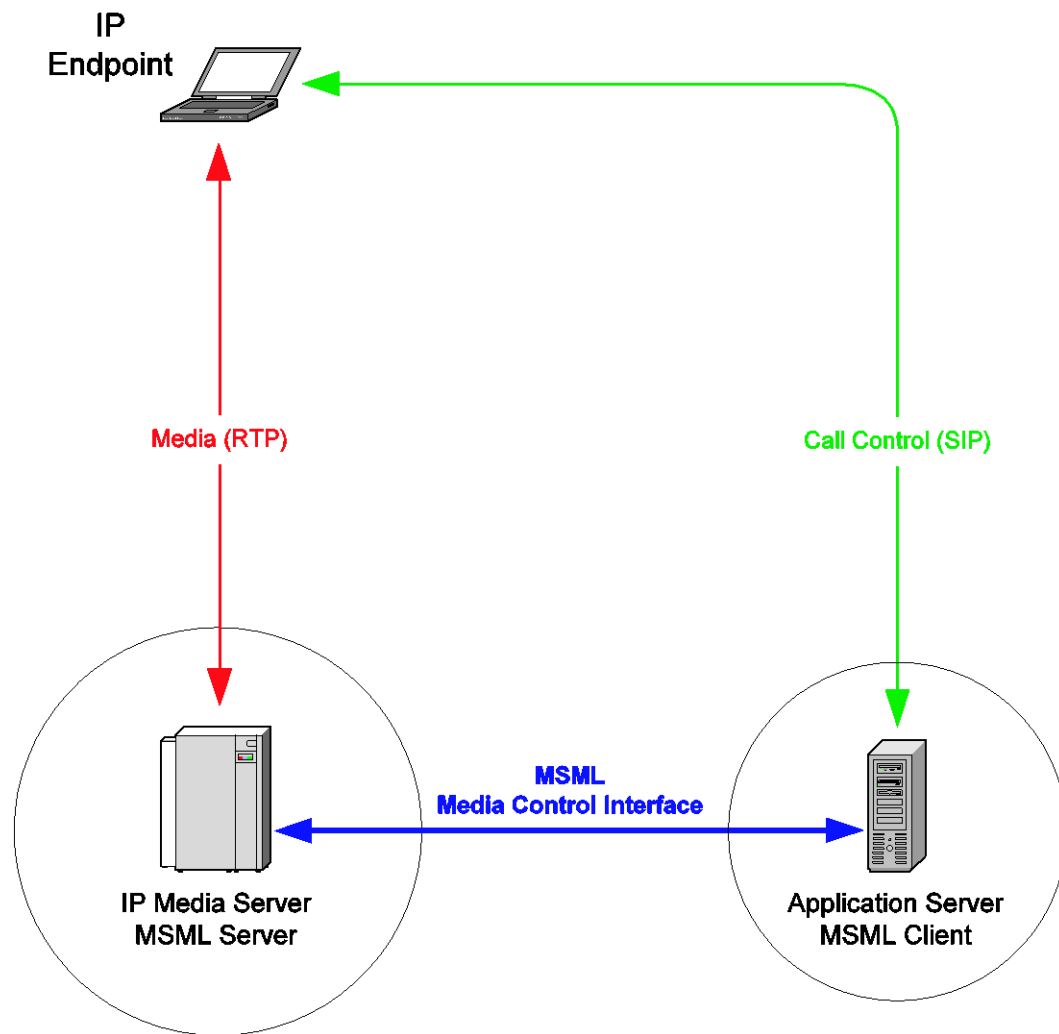 IP
Endpoint
Media (RTP)
Call Control (SIP)
MSML
Media Control Interface
IP Media Server
MSML Server
Application Server
MSML Client